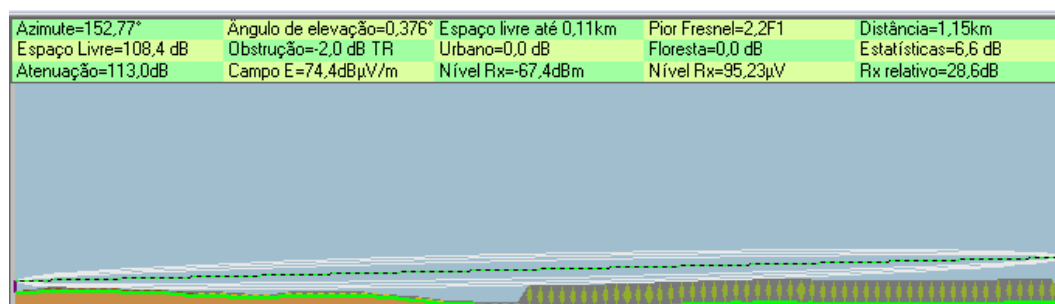 Azimute=152,77° Ângulo de elevação=0,376° Espaço livre até 0,11km Pior Fresnel=2,2F1 Distância=1,15km
Espaço Livre=108,4 dB Obstrução=-2,0 dB TR Urbano=0,0 dB Floresta=0,0 dB Estatísticas=6,6 dB
Atenuação=113,0dB Campo E=74,4dBµV/m Nível Rx=-67,4dBm Nível Rx=95,23µV Rx relativo=28,6dB